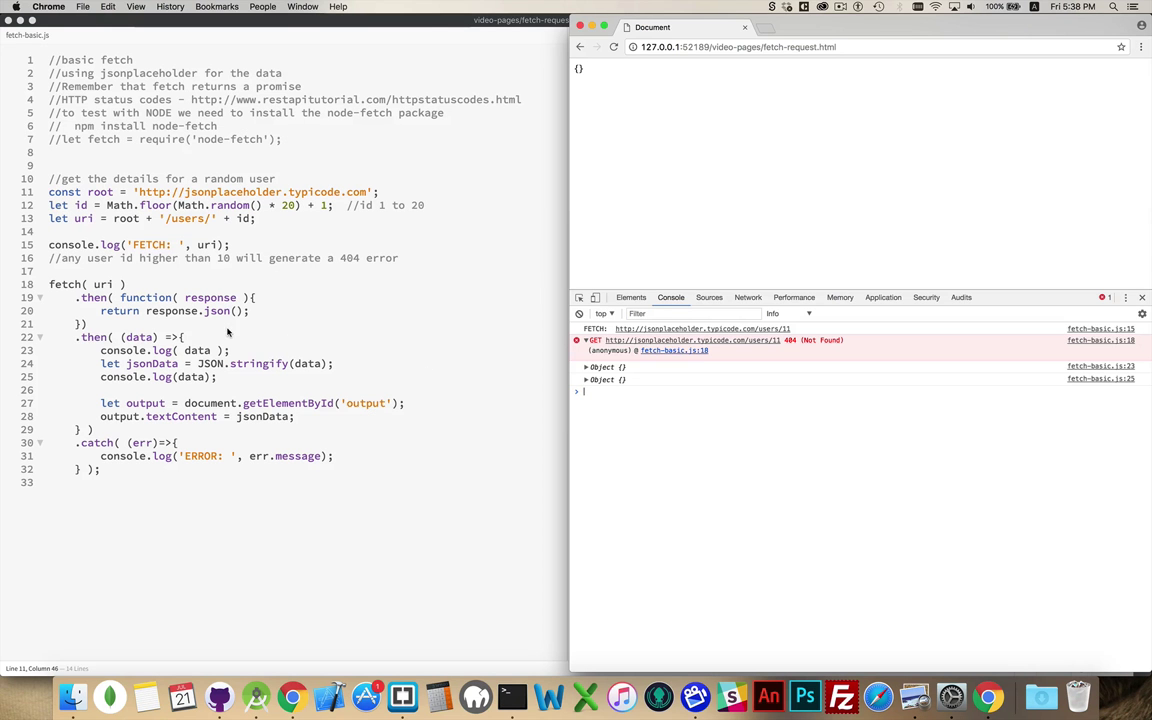 Chrome File Edit View History Bookmarks People Window Help 100% Fri 5:38 PM
video-pages/fetch-reques
fetch-basic.js
1 //basic fetch
2 //using jsonplaceholder for the data
3 //Remember that fetch returns a promise
4 //HTTP status codes - http://www.restapitutorial.com/httpstatuscodes.html
5 //to test with NODE we need to install the node-fetch package
6 //  npm install node-fetch
7 //let fetch = require('node-fetch');
8
9
10 //get the details for a random user
11 const root = 'http://jsonplaceholder.typicode.com';
12 let id = Math.floor(Math.random() * 20) + 1;  //id 1 to 20
13 let uri = root + '/users/' + id;
14
15 console.log('FETCH: ', uri);
16 //any user id higher than 10 will generate a 404 error
17
18 fetch( uri )
19 .then( function( response ){
20 return response.json();
21 })
22 .then( (data) =>{
23 console.log( data );
24 let jsonData = JSON.stringify(data);
25 console.log(data);
26
27 let output = document.getElementById('output');
28 output.textContent = jsonData;
29 } )
30 .catch( (err)=>{
31 console.log('ERROR: ', err.message);
32 } );
33
Line 11, Column 46 — 14 Lines
Document
127.0.0.1:52189/video-pages/fetch-request.html
{}
Elements Console Sources Network Performance Memory Application Security Audits 1
top Filter Info
FETCH: http://jsonplaceholder.typicode.com/users/11 fetch-basic.js:15
GET http://jsonplaceholder.typicode.com/users/11 404 (Not Found) fetch-basic.js:18
(anonymous) @ fetch-basic.js:18
Object {} fetch-basic.js:23
Object {} fetch-basic.js:25
JUL 21
1
W X S An Ps Fz